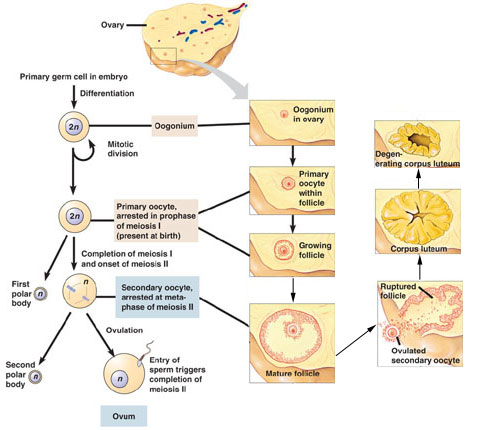 Ovary
Primary germ cell in embryo
Differentiation
2n
Oogonium
Oogonium
in ovary
Mitotic
division
Primary oocyte,
arrested in prophase
of meiosis I
(present at birth)
2n
Primary
oocyte
within
follicle
Growing
follicle
Completion of meiosis I
and onset of meiosis II
First
polar
body
n
n
Secondary oocyte,
arrested at meta-
phase of meiosis II
Mature follicle
Ovulation
Second
polar
body
n
n
Entry of
sperm triggers
completion of
meiosis II
Ovum
Degen-
erating corpus luteum
Corpus luteum
Ruptured
follicle
Ovulated
secondary oocyte